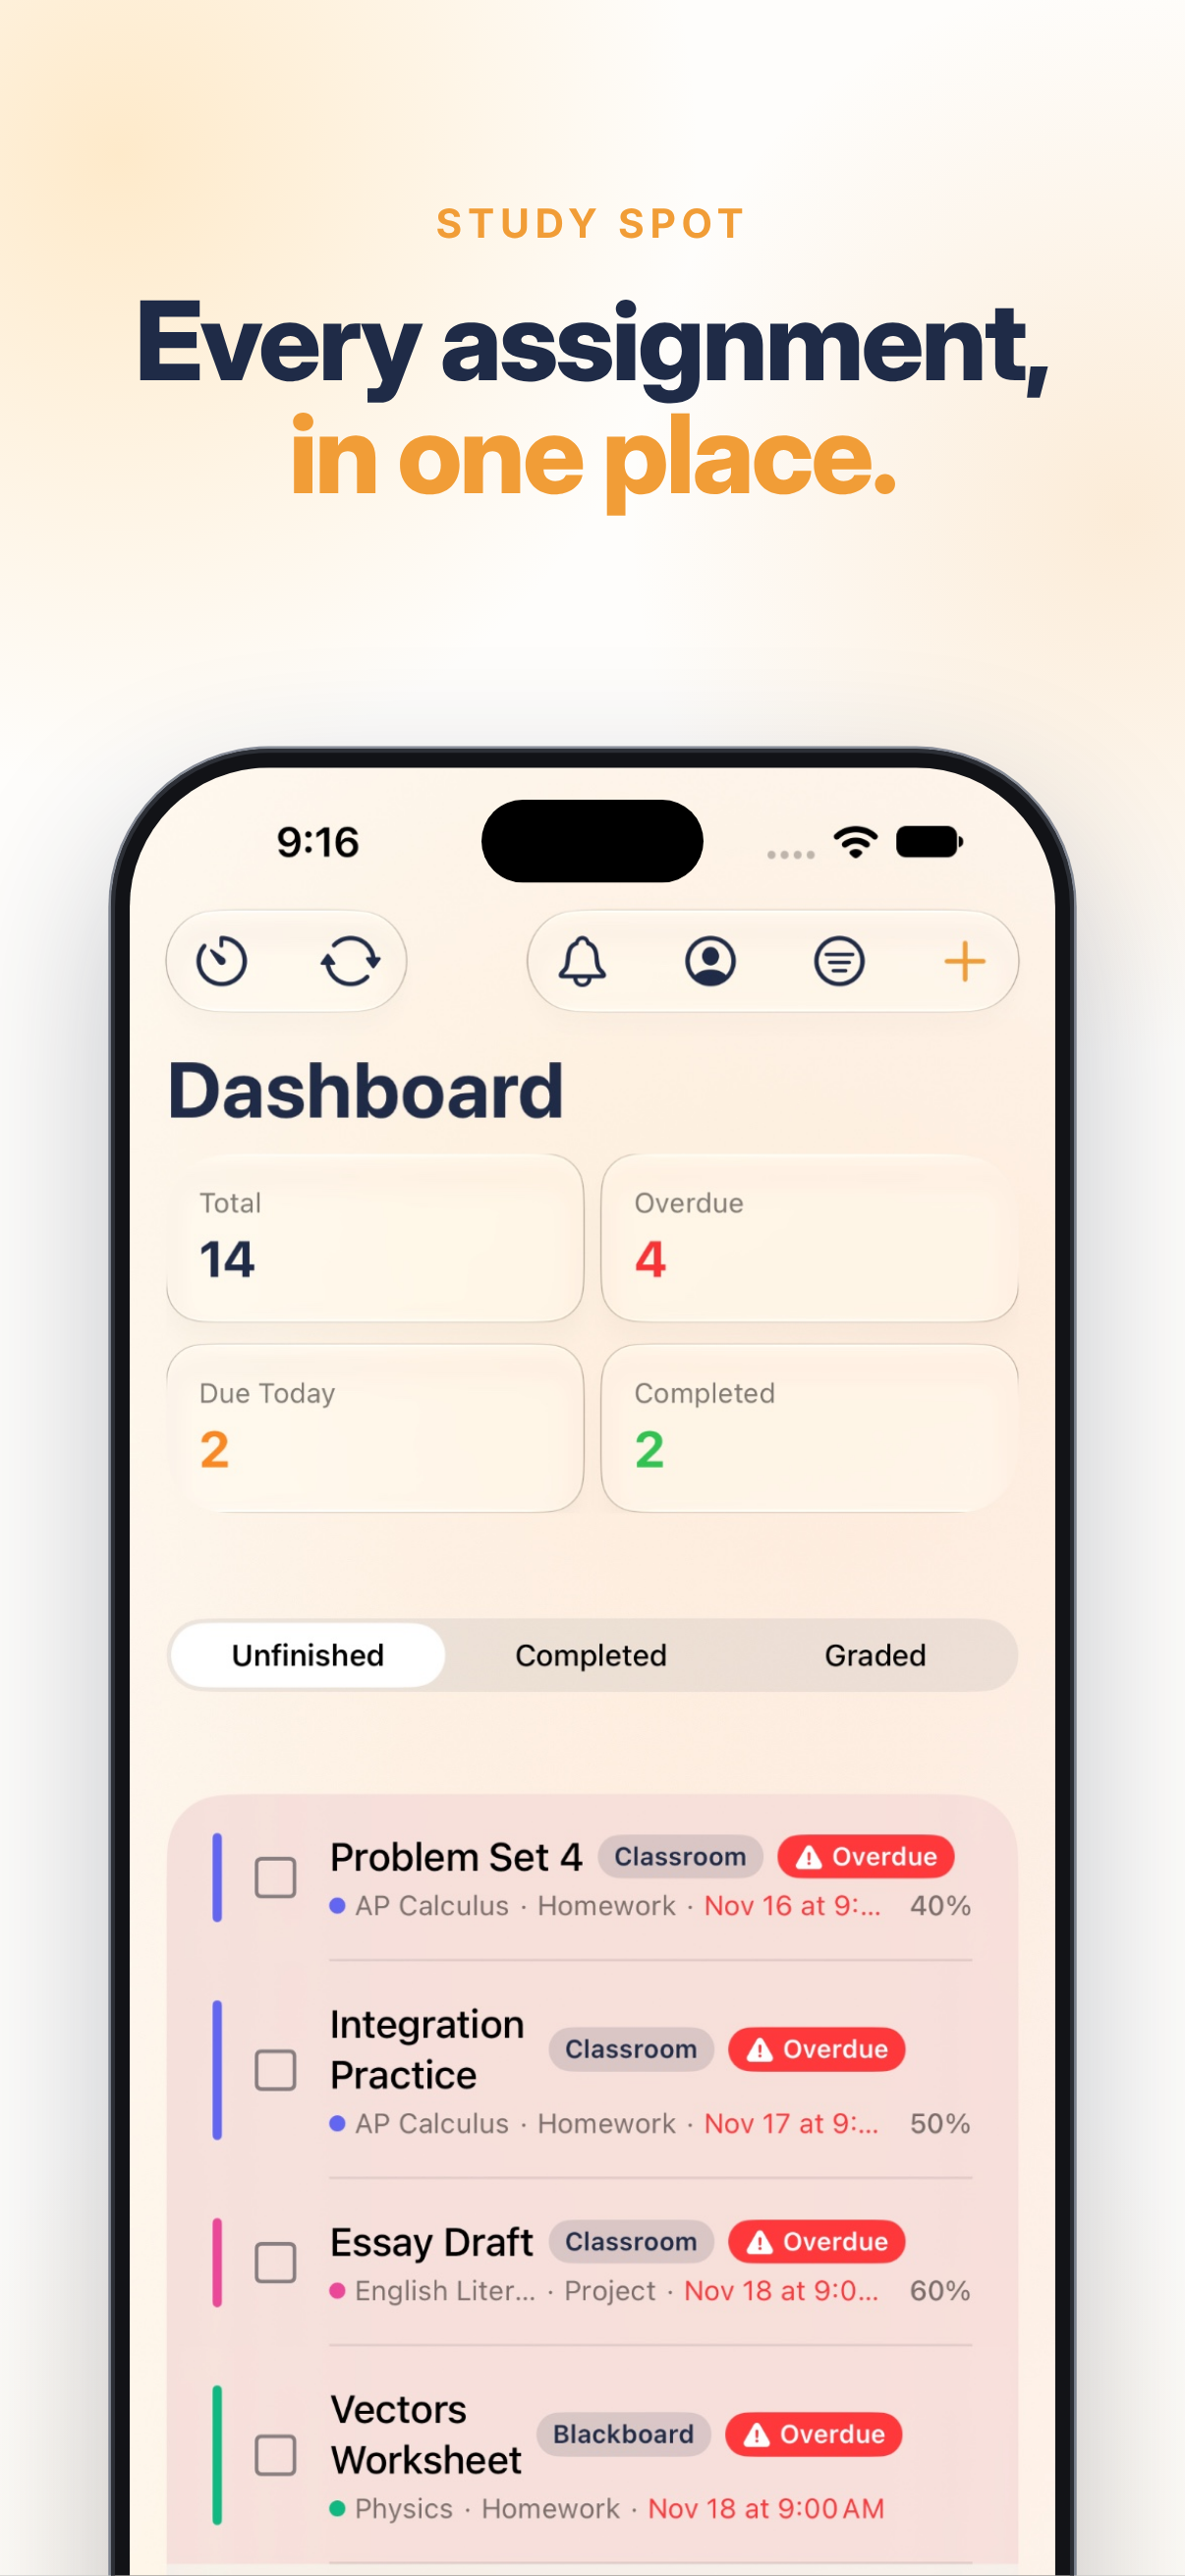 STUDY SPOT
Every assignment,
in one place.
9:16
Dashboard
Total
14
Overdue
4
Due Today
2
Completed
2
Unfinished Completed Graded
Problem Set 4 Classroom Overdue
AP Calculus · Homework · Nov 16 at 9:... 40%
Integration
Practice
Classroom Overdue
AP Calculus · Homework · Nov 17 at 9:... 50%
Essay Draft Classroom Overdue
English Liter... · Project · Nov 18 at 9:0... 60%
Vectors
Worksheet
Blackboard Overdue
Physics · Homework · Nov 18 at 9:00 AM